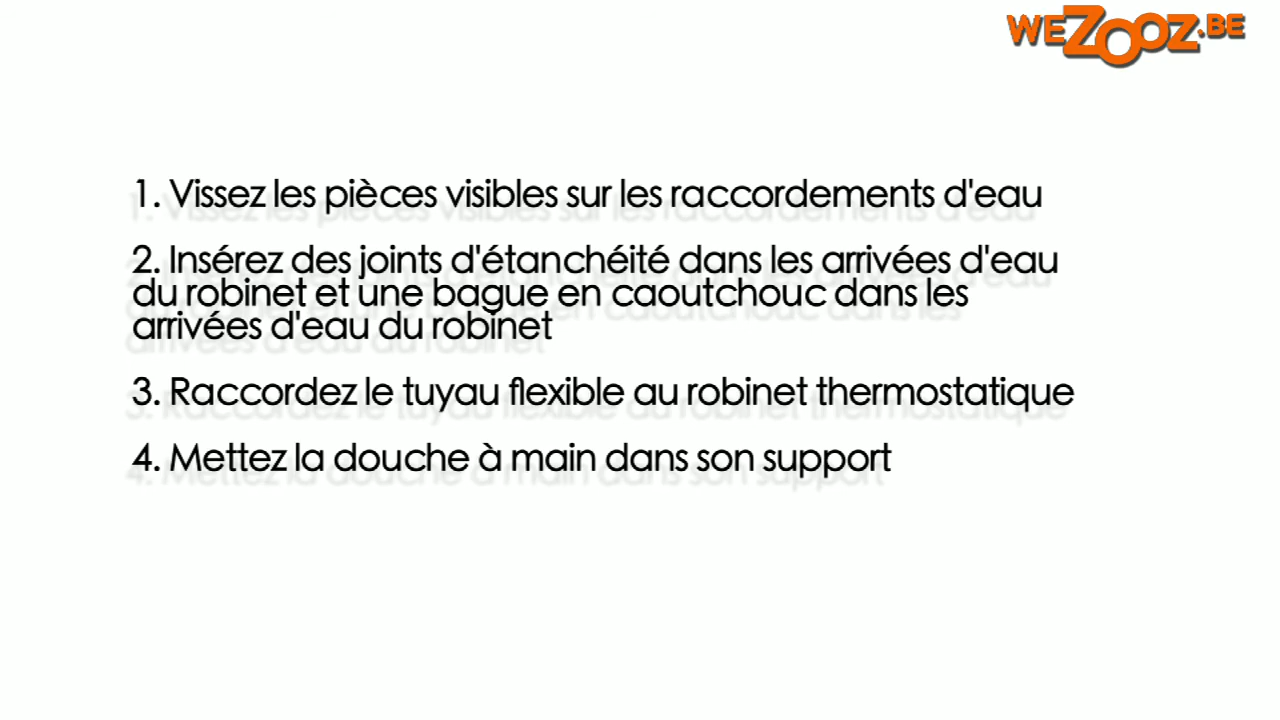 WEZOOZ.BE
1. Vissez les pièces visibles sur les raccordements d'eau
2. Insérez des joints d'étanchéité dans les arrivées d'eau
du robinet et une bague en caoutchouc dans les
arrivées d'eau du robinet
3. Raccordez le tuyau flexible au robinet thermostatique
4. Mettez la douche à main dans son support